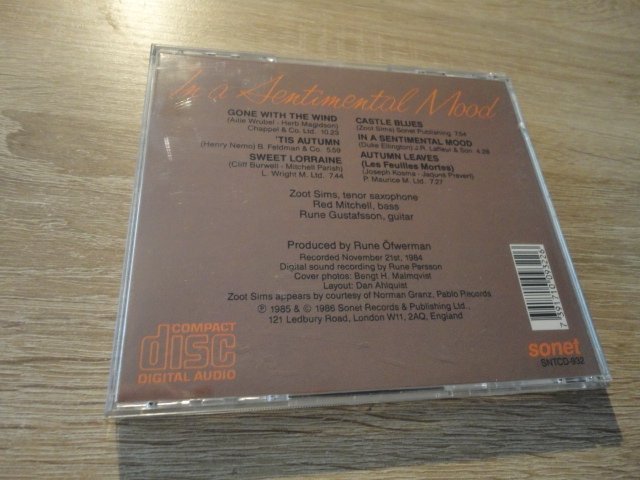 In a Sentimental Mood
GONE WITH THE WIND
(Allie Wrubel - Herb Magidson)
Chappel & Co. Ltd. 10.23
'TIS AUTUMN
(Henry Nemo) B. Feldman & Co. 5.59
SWEET LORRAINE
(Cliff Burwell - Mitchell Parish)
L. Wright M. Ltd. 7.44
CASTLE BLUES
(Zoot Sims) Sonet Publishing 7.54
IN A SENTIMENTAL MOOD
(Duke Ellington) J.R. Lafleur & Son. 4.28
AUTUMN LEAVES
(Les Feuilles Mortes)
(Joseph Kosma - Jaques Prevert)
P. Maurice M. Ltd. 7.27
Zoot Sims, tenor saxophone
Red Mitchell, bass
Rune Gustafsson, guitar
Produced by Rune Öfwerman
Recorded November 21st, 1984
Digital sound recording by Rune Persson
Cover photos: Bengt H. Malmqvist
Layout: Dan Ahlquist
Zoot Sims appears by courtesy of Norman Granz, Pablo Records
℗ 1985 & © 1986 Sonet Records & Publishing Ltd.,
121 Ledbury Road, London W11, 2AQ, England
COMPACT
disc
DIGITAL AUDIO
sonet
SNTCD-932